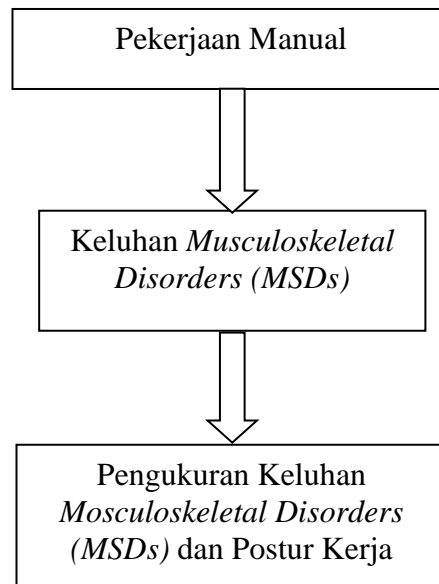 Pekerjaan Manual
Keluhan Musculoskeletal
Disorders (MSDs)
Pengukuran Keluhan
Mosculoskeletal Disorders
(MSDs) dan Postur Kerja